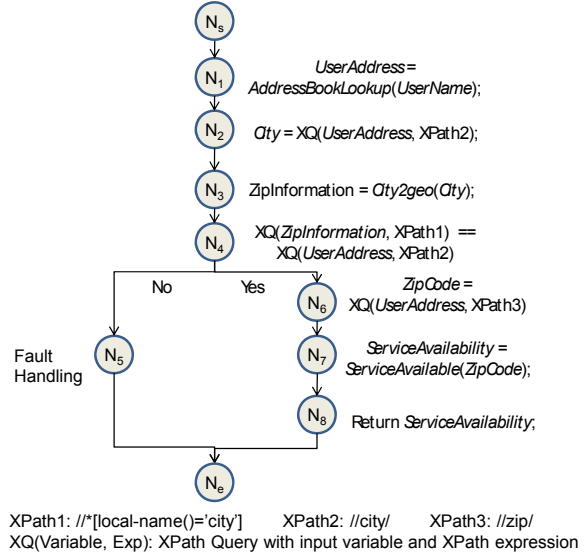 Ns
N1
UserAddress =
AddressBookLookup(UserName);
N2
City = XQ(UserAddress, XPath2);
N3
ZipInformation = City2geo(City);
N4
XQ(ZipInformation, XPath1) ==
XQ(UserAddress, XPath2)
No
Yes
N6
ZipCode =
XQ(UserAddress, XPath3)
Fault
Handling
N5
N7
ServiceAvailability =
ServiceAvailable(ZipCode);
N8
Return ServiceAvailability;
Ne
XPath1: //*[local-name()='city'] XPath2: //city/ XPath3: //zip/
XQ(Variable, Exp): XPath Query with input variable and XPath expression